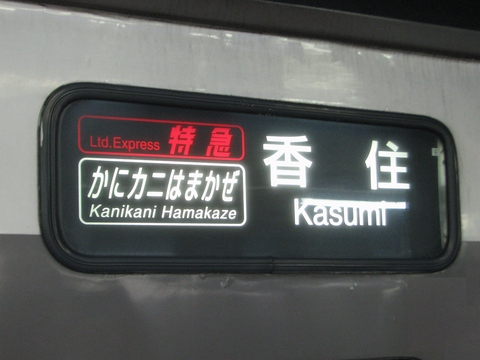 Ltd.Express 特急
かにカニはまかぜ
Kanikani Hamakaze
香住
Kasumi